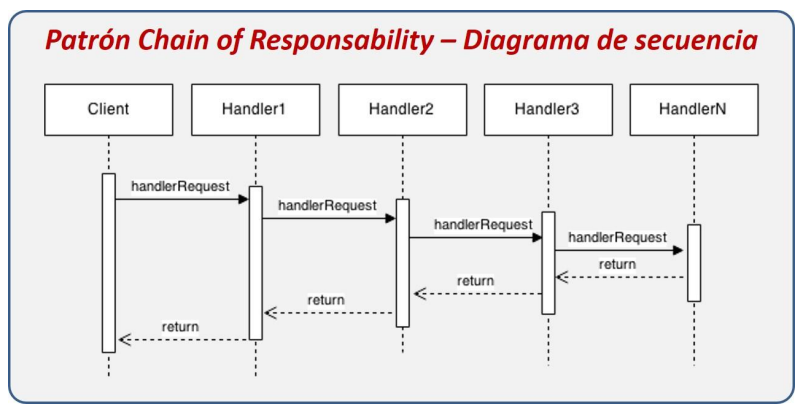 Patrón Chain of Responsability – Diagrama de secuencia
Client
Handler1
Handler2
Handler3
HandlerN
handlerRequest
handlerRequest
handlerRequest
handlerRequest
return
return
return
return